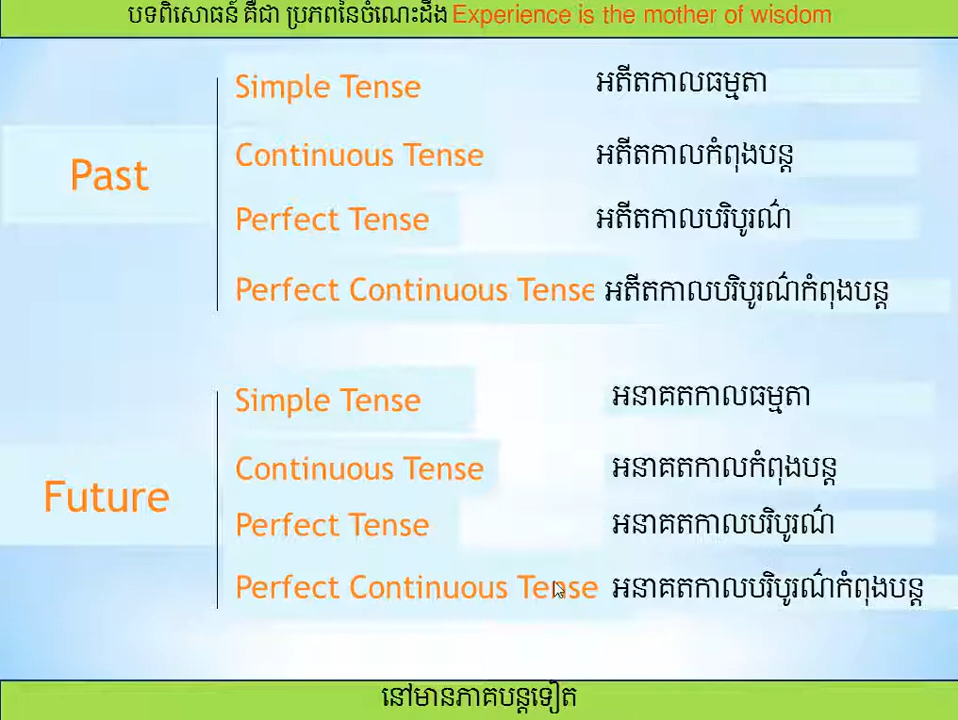 បទពិសោធន៍ គឺជា ប្រភពនៃចំណេះដឹង Experience is the mother of wisdom
Past
Simple Tense អតីតកាលធម្មតា
Continuous Tense អតីតកាលកំពុងបន្ត
Perfect Tense អតីតកាលបរិបូរណ៌
Perfect Continuous Tense អតីតកាលបរិបូរណ៌កំពុងបន្ត
Future
Simple Tense អនាគតកាលធម្មតា
Continuous Tense អនាគតកាលកំពុងបន្ត
Perfect Tense អនាគតកាលបរិបូរណ៌
Perfect Continuous Tense អនាគតកាលបរិបូរណ៌កំពុងបន្ត
នៅមានភាគបន្តទៀត